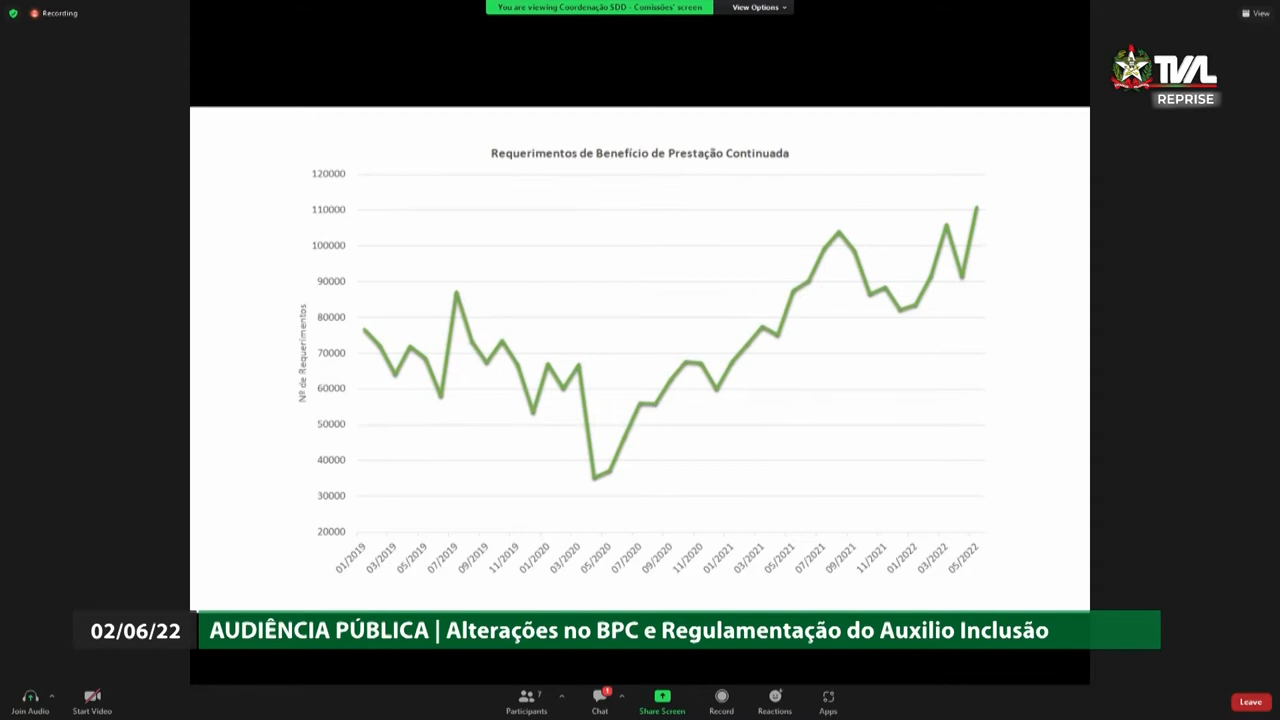 Recording
You are viewing Coordenação SDD - Comissões' screen
View Options
View
TVAL
REPRISE
Requerimentos de Benefício de Prestação Continuada
Nº de Requerimentos
120000
110000
100000
90000
80000
70000
60000
50000
40000
30000
20000
01/2019
03/2019
05/2019
07/2019
09/2019
11/2019
01/2020
03/2020
05/2020
07/2020
09/2020
11/2020
01/2021
03/2021
05/2021
07/2021
09/2021
11/2021
01/2022
03/2022
05/2022
02/06/22
AUDIÊNCIA PÚBLICA | Alterações no BPC e Regulamentação do Auxilio Inclusão
Join Audio
Start Video
7
Participants
1
Chat
Share Screen
Record
Reactions
Apps
Leave